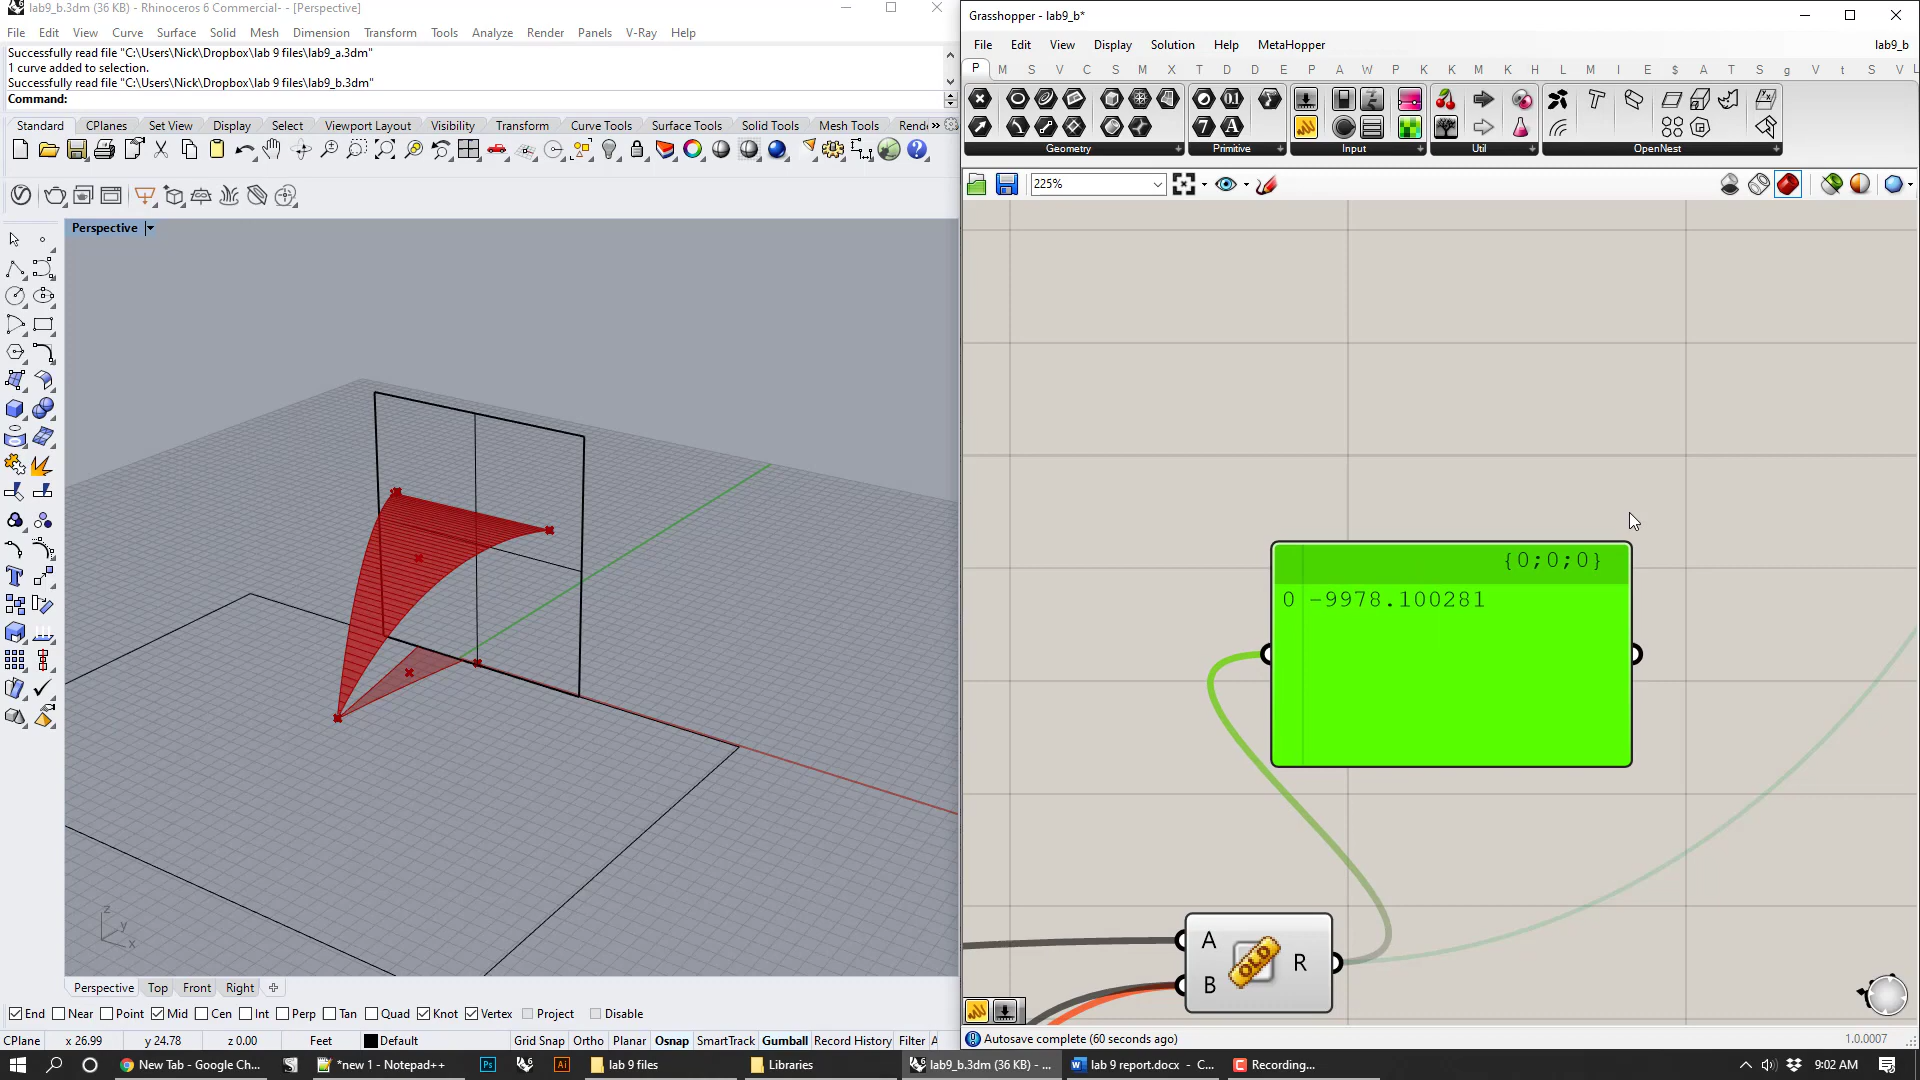 lab9_b.3dm (36 KB) - Rhinoceros 6 Commercial- - [Perspective]
File Edit View Curve Surface Solid Mesh Dimension Transform Tools Analyze Render Panels V-Ray Help
Successfully read file "C:\Users\Nick\Dropbox\lab 9 files\lab9_a.3dm"
1 curve added to selection.
Successfully read file "C:\Users\Nick\Dropbox\lab 9 files\lab9_b.3dm"
Command:
Standard CPlanes Set View Display Select Viewport Layout Visibility Transform Curve Tools Surface Tools Solid Tools Mesh Tools Rend »
Perspective
z
y
x
Perspective Top Front Right
End Near Point Mid Cen Int Perp Tan Quad Knot Vertex Project Disable
CPlane x 26.99 y 24.78 z 0.00 Feet Default Grid Snap Ortho Planar Osnap SmartTrack Gumball Record History Filter A
Grasshopper - lab9_b*
File Edit View Display Solution Help MetaHopper lab9_b
P M S V C S M X T D D E P A W P K K M K H L M I E $ A T S g V t S V L
Geometry Primitive Input Util OpenNest
225%
{0;0;0}
0 -9978.100281
A
B
OLD
R
Autosave complete (60 seconds ago) 1.0.0007
New Tab - Google Ch... *new 1 - Notepad++ Ps Ai lab 9 files Libraries lab9_b.3dm (36 KB) - ... lab 9 report.docx - C... Recording... 9:02 AM